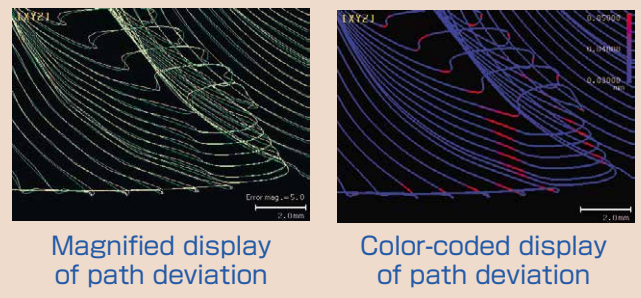 [XYZ]
Error mag.=5.0
2.0mm
Magnified display
of path deviation
[XYZ]
0.05000
0.04000
0.03000
mm
2.0mm
Color-coded display
of path deviation